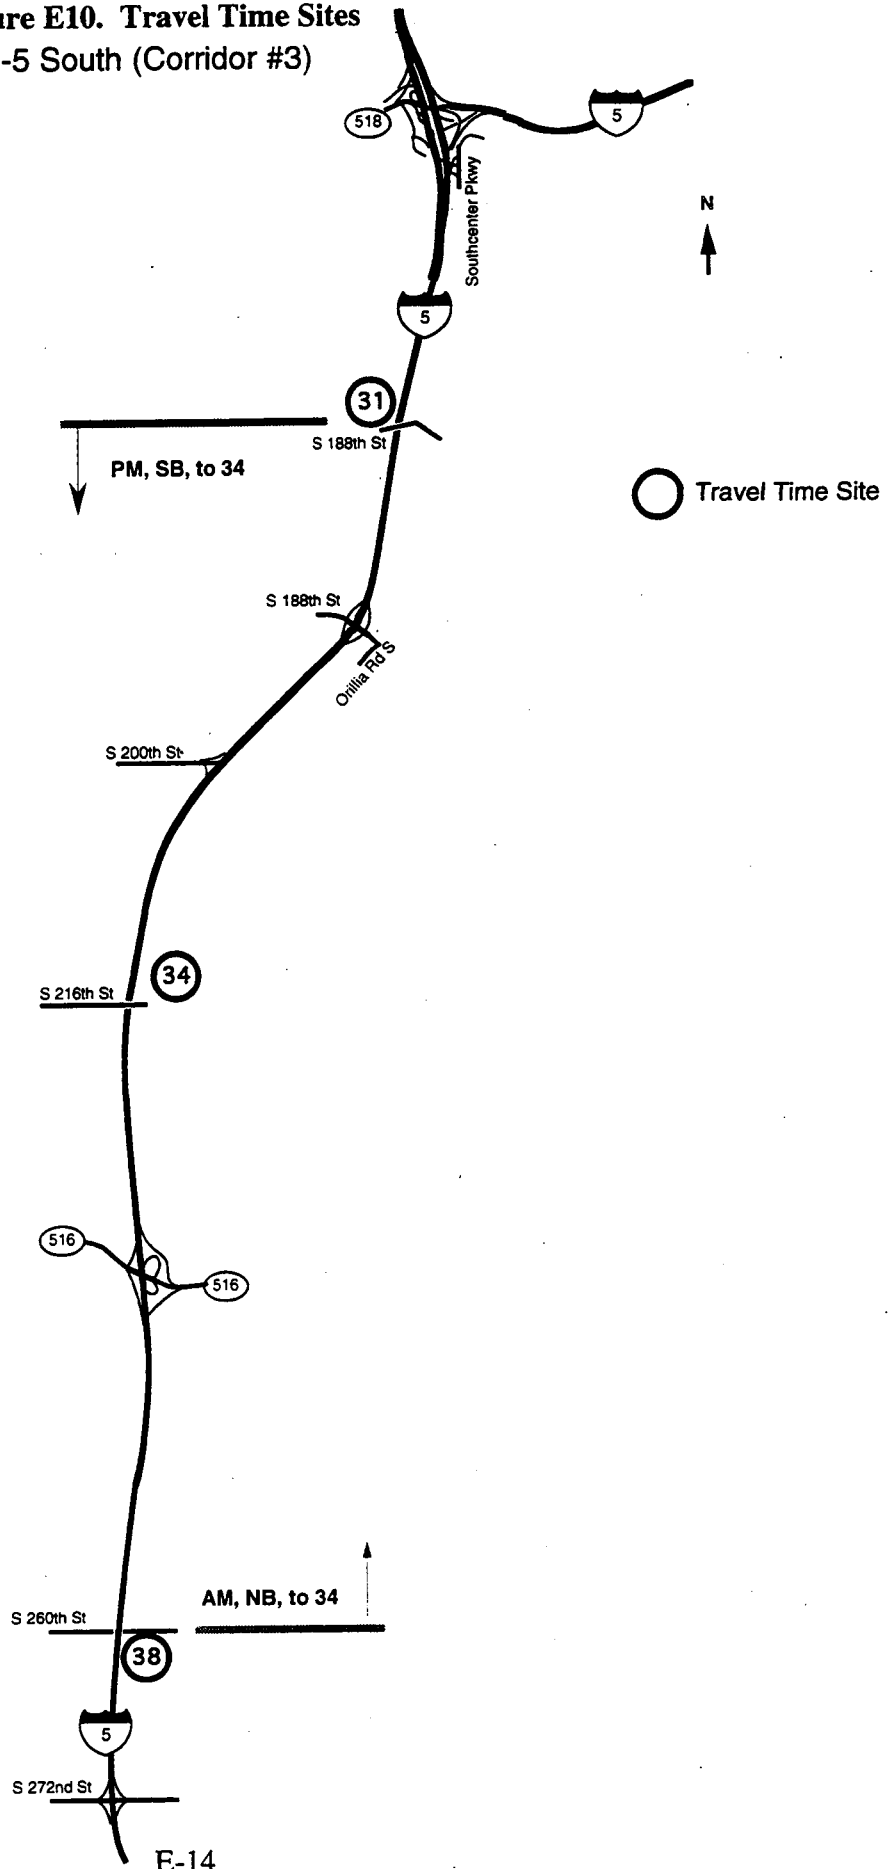 ure E10. Travel Time Sites
-5 South (Corridor #3)
518
5
Southcenter Pkwy
N
5
31
S 188th St
PM, SB, to 34
Travel Time Site
S 188th St
Orillia Rd S
S 200th St
34
S 216th St
516
516
AM, NB, to 34
S 260th St
38
5
S 272nd St
E-14